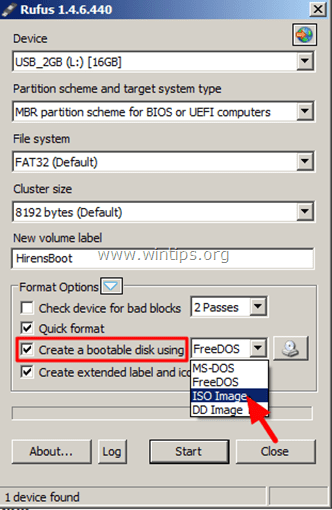 Rufus 1.4.6.440
Device
USB_2GB (L:) [16GB]
Partition scheme and target system type
MBR partition scheme for BIOS or UEFI computers
File system
FAT32 (Default)
Cluster size
8192 bytes (Default)
New volume label
HirensBoot
www.wintips.org
Format Options
Check device for bad blocks 2 Passes
Quick format
Create a bootable disk using FreeDOS
MS-DOS
Create extended label and ico
FreeDOS
ISO Image
DD Image
About... Log Start Close
1 device found